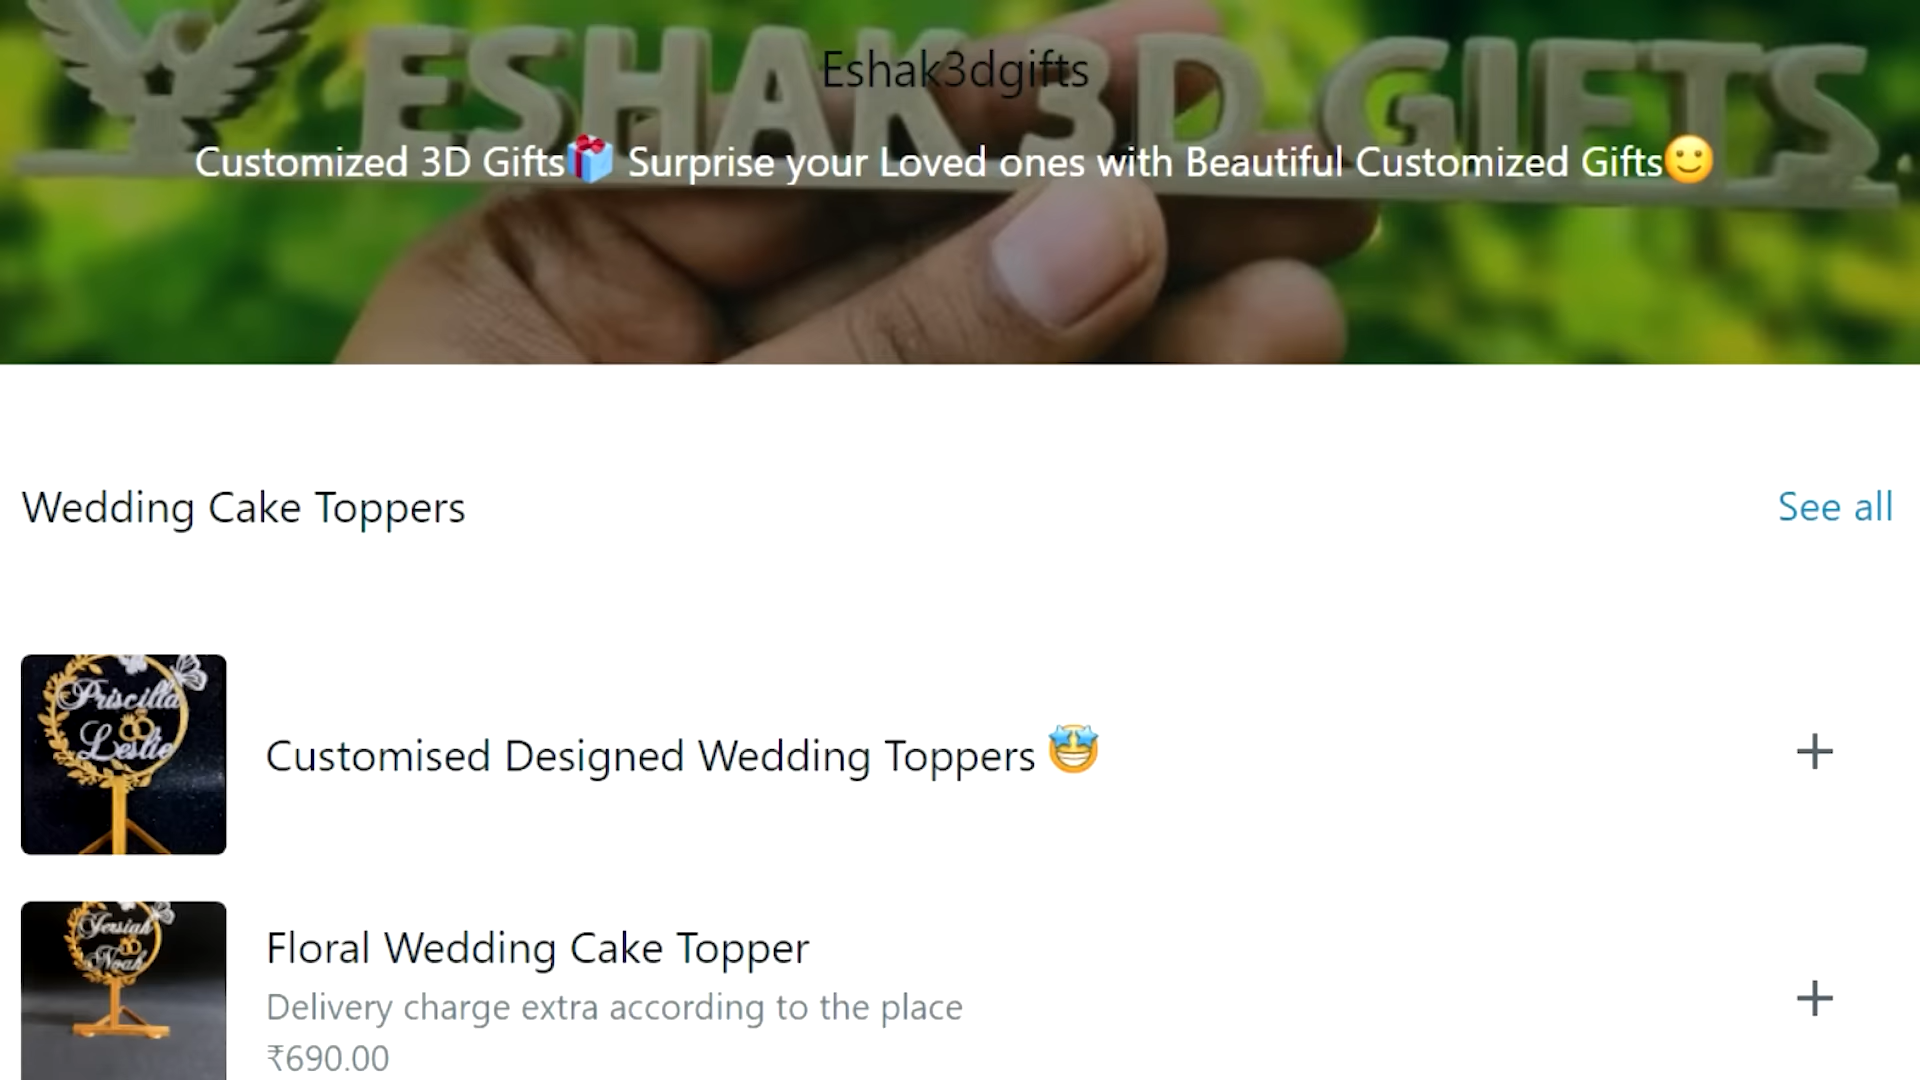 ESHAK 3D GIFTS
Eshak3dgifts
Customized 3D Gifts🎁 Surprise your Loved ones with Beautiful Customized Gifts🙂
Wedding Cake Toppers
See all
Priscilla
Leslie
Customised Designed Wedding Toppers 🤩
+
Jersiah
Noah
Floral Wedding Cake Topper
Delivery charge extra according to the place
₹690.00
+